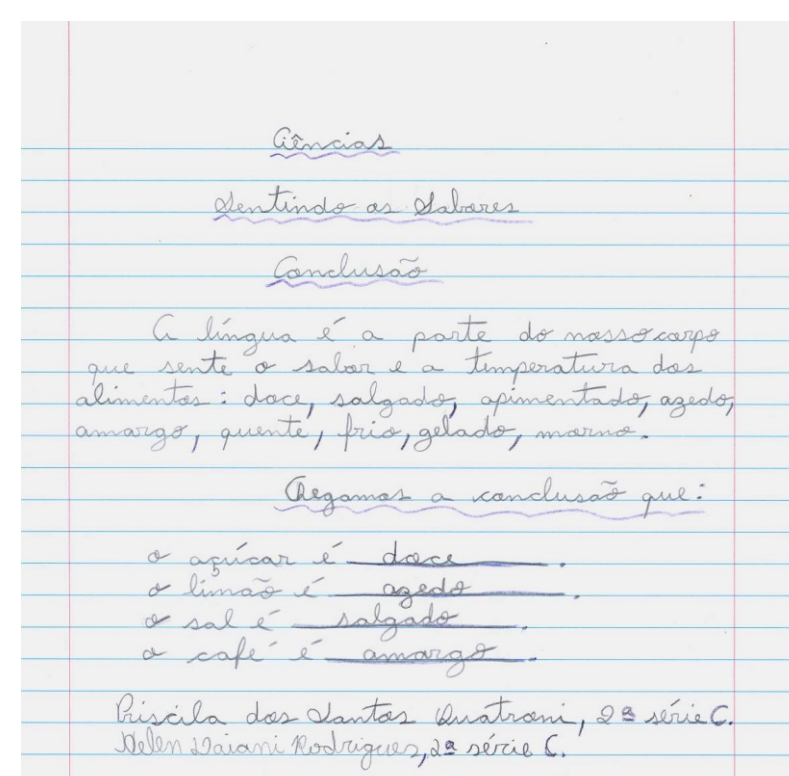 Ciências
Sentindo os Sabores
Conclusão
A língua é a parte do nosso corpo
que sente o sabor e a temperatura dos
alimentos: doce, salgado, apimentado, azedo,
amargo, quente, frio, gelado, morno.
Chegamos a conclusão que:
o açúcar é doce.
o limão é azedo.
o sal é salgado.
o café é amargo.
Priscila dos Santos Quatroni, 2ª série C.
Helen Daiani Rodrigues, 2ª série C.